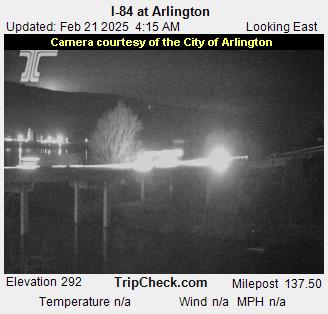 I-84 at Arlington
Updated: Feb 21 2025 4:15 AM Looking East
Camera courtesy of the City of Arlington
Elevation 292 TripCheck.com Milepost 137.50
Temperature n/a Wind n/a MPH n/a